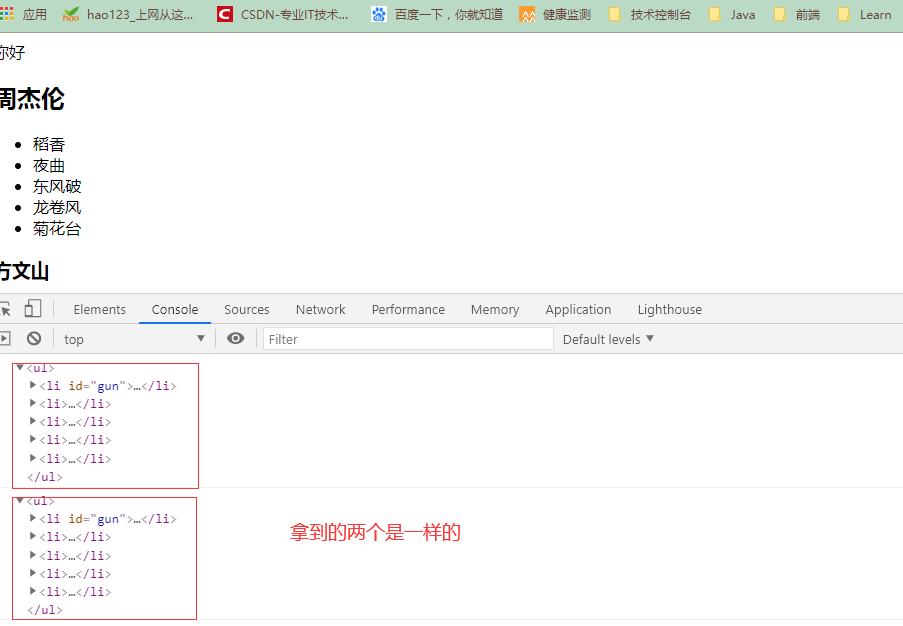 应用 hao123_上网从这... CSDN-专业IT技术... 百度一下，你就知道 健康监测 技术控制台 Java 前端 Learn
你好
周杰伦
稻香
夜曲
东风破
龙卷风
菊花台
方文山
Elements Console Sources Network Performance Memory Application Lighthouse
top Filter Default levels
<ul>
<li id="gun">…</li>
<li>…</li>
<li>…</li>
<li>…</li>
<li>…</li>
</ul>
<ul>
<li id="gun">…</li>
<li>…</li>
拿到的两个是一样的
<li>…</li>
<li>…</li>
<li>…</li>
</ul>